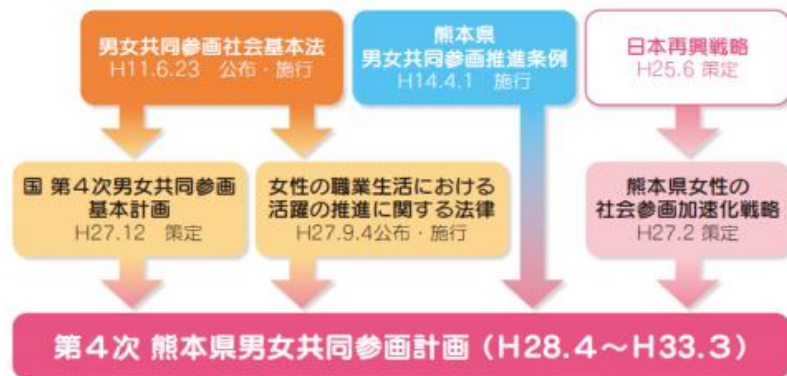 男女共同参画社会基本法
H11.6.23　公布・施行
熊本県
男女共同参画推進条例
H14.4.1　施行
日本再興戦略
H25.6 策定
国 第4次男女共同参画
基本計画
H27.12　策定
女性の職業生活における
活躍の推進に関する法律
H27.9.4公布・施行
熊本県女性の
社会参画加速化戦略
H27.2 策定
第4次 熊本県男女共同参画計画（H28.4～H33.3）